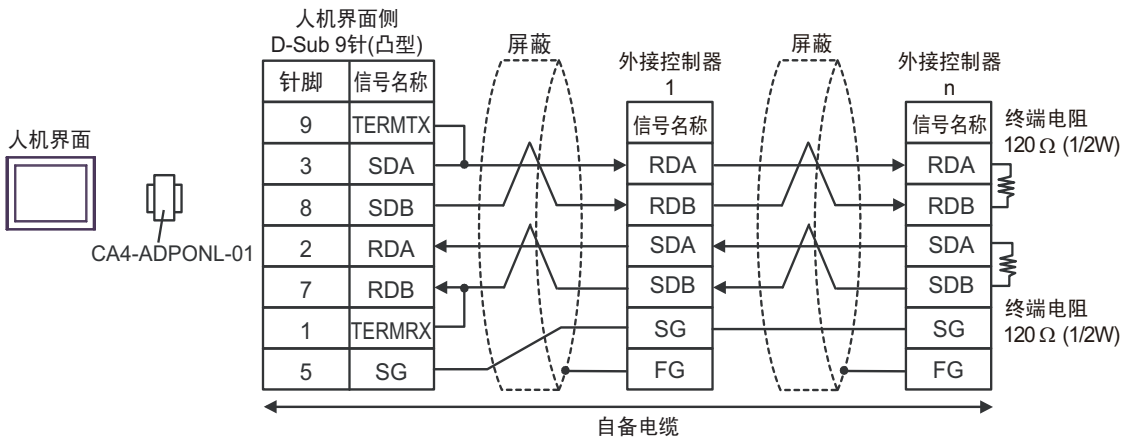 人机界面侧
D-Sub 9针(凸型)
屏蔽
屏蔽
外接控制器
1
外接控制器
n
针脚 信号名称
信号名称
信号名称
终端电阻
120 Ω (1/2W)
人机界面
CA4-ADPONL-01
9 TERMTX
3 SDA RDA RDA
8 SDB RDB RDB
2 RDA SDA SDA
7 RDB SDB SDB
1 TERMRX SG SG
5 SG FG FG
终端电阻
120 Ω (1/2W)
自备电缆